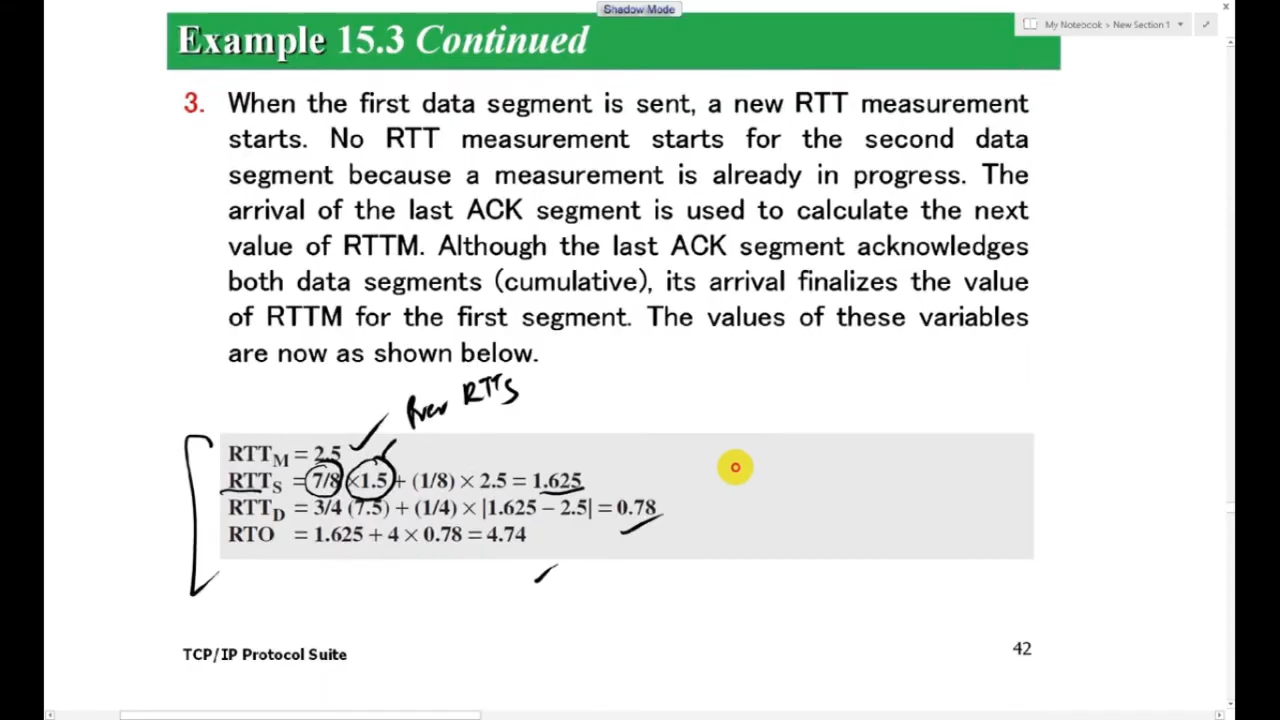 Shadow Mode
My Notebook > New Section 1
Example 15.3 Continued
3. When the first data segment is sent, a new RTT measurement
starts. No RTT measurement starts for the second data
segment because a measurement is already in progress. The
arrival of the last ACK segment is used to calculate the next
value of RTTM. Although the last ACK segment acknowledges
both data segments (cumulative), its arrival finalizes the value
of RTTM for the first segment. The values of these variables
are now as shown below.
Prev RTTS
RTTM = 2.5
RTTS = 7/8 × 1.5 + (1/8) × 2.5 = 1.625
RTTD = 3/4 (7.5) + (1/4) × |1.625 − 2.5| = 0.78
RTO = 1.625 + 4 × 0.78 = 4.74
TCP/IP Protocol Suite
42